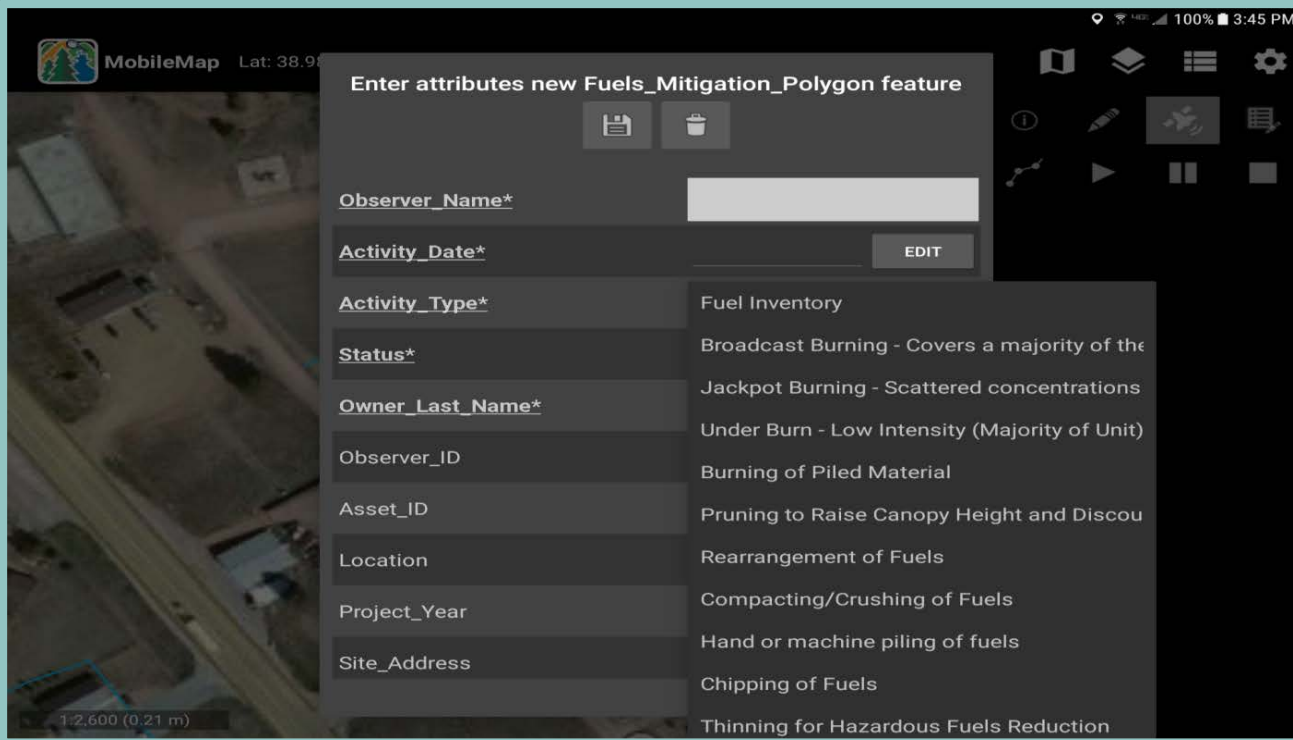 100% 3:45 PM
MobileMap Lat: 38.9
Enter attributes new Fuels_Mitigation_Polygon feature
Observer_Name*
Activity_Date* EDIT
Activity_Type*
Status*
Owner_Last_Name*
Observer_ID
Asset_ID
Location
Project_Year
Site_Address
Fuel Inventory
Broadcast Burning - Covers a majority of the
Jackpot Burning - Scattered concentrations
Under Burn - Low Intensity (Majority of Unit)
Burning of Piled Material
Pruning to Raise Canopy Height and Discou
Rearrangement of Fuels
Compacting/Crushing of Fuels
Hand or machine piling of fuels
Chipping of Fuels
Thinning for Hazardous Fuels Reduction
1:2,600 (0.21 m)